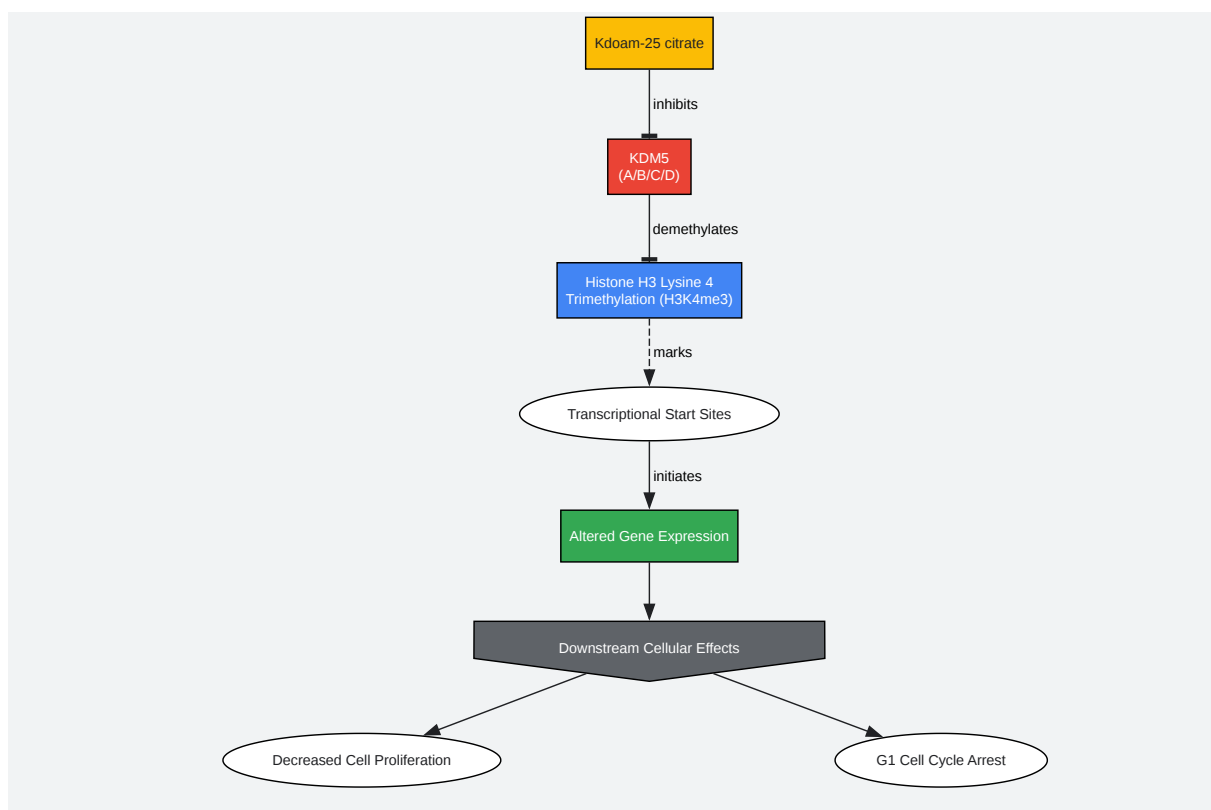 Kdoam-25 citrate
inhibits
KDM5
(A/B/C/D)
demethylates
Histone H3 Lysine 4
Trimethylation (H3K4me3)
marks
Transcriptional Start Sites
initiates
Altered Gene Expression
Downstream Cellular Effects
Decreased Cell Proliferation
G1 Cell Cycle Arrest